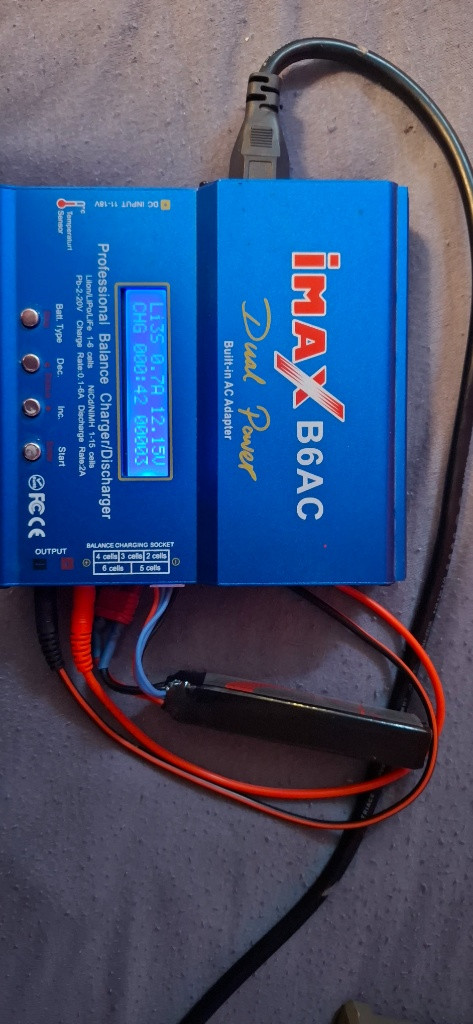 iMAX B6AC
Dual Power
Built-in AC Adapter
Professional Balance Charger/Discharger
LiIon/LiPo/LiFe 1-6 cells NiCd/NiMH 1-15 cells
Pb-2-20V Charge Rate:0.1-6A Discharge Rate:2A
Li3S 0.7A 12.15V
CHG 000:42 00003
DC INPUT 11-18V
°C
Temperature
Sensor
Batt. Type
Dec.
Inc.
Start
FC CE
OUTPUT
BALANCE CHARGING SOCKET
4 cells 3 cells 2 cells
6 cells 5 cells